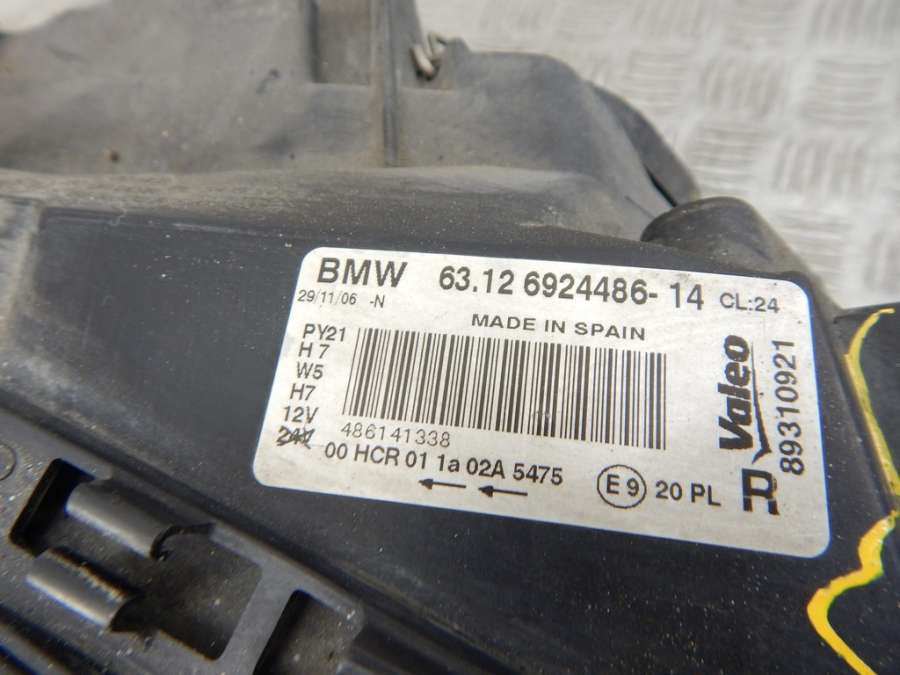 BMW 63.12 6924486-14 CL:24
29/11/06 -N
MADE IN SPAIN
PY21
H7
W5
H7
12V
24V
486141338
00 HCR 01 1a 02A 5475
E9 20 PL
Valeo
R
89310921